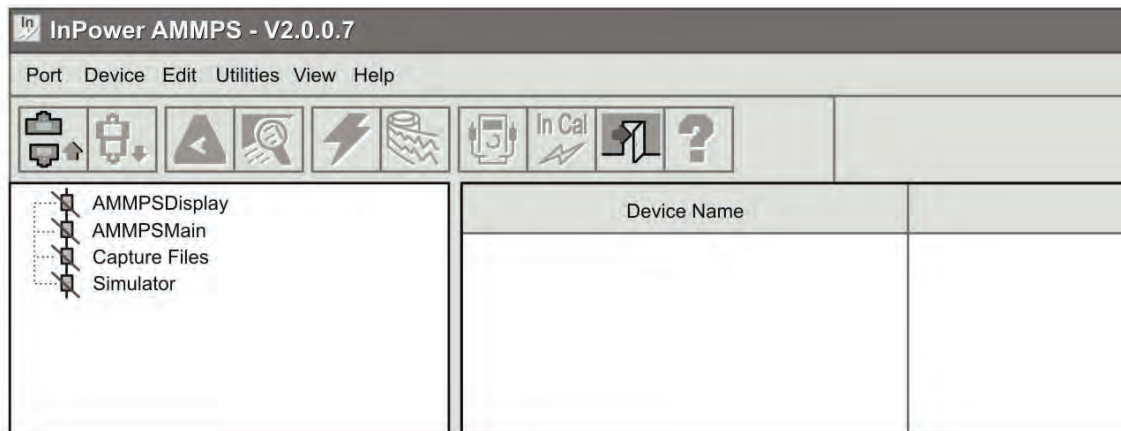 In
InPower AMMPS - V2.0.0.7
Port Device Edit Utilities View Help
In Cal
?
AMMPSDisplay
AMMPSMain
Capture Files
Simulator
Device Name